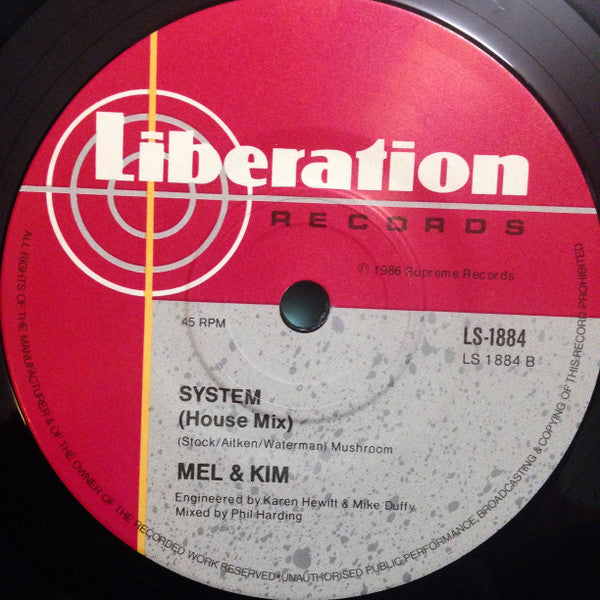 Liberation
RECORDS
℗ 1986 Supreme Records
45 RPM
LS-1884
LS 1884 B
SYSTEM
(House Mix)
(Stock/Aitken/Waterman) Mushroom
MEL & KIM
Engineered by Karen Hewitt & Mike Duffy
Mixed by Phil Harding
ALL RIGHTS OF THE MANUFACTURER & OF THE OWNER OF THE RECORDED WORK RESERVED•UNAUTHORISED PUBLIC PERFORMANCE, BROADCASTING & COPYING OF THIS RECORD PROHIBITED